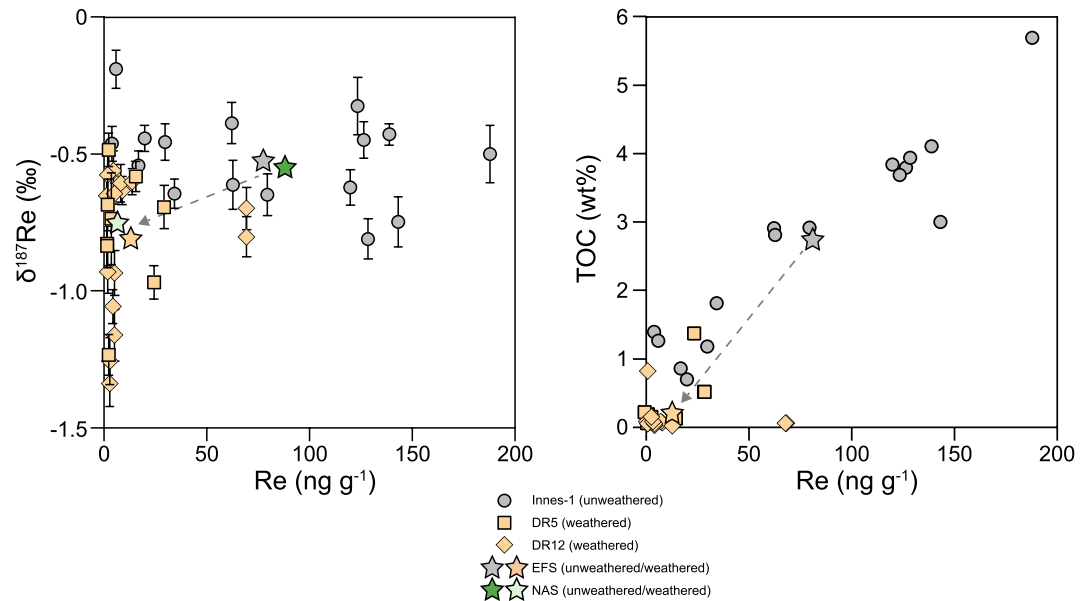 -0
-0.5
-1.0
-1.5
0
50
100
150
200
δ¹⁸⁷Re (‰)
Re (ng g⁻¹)
6
5
4
3
2
1
0
0
50
100
150
200
TOC (wt%)
Re (ng g⁻¹)
Innes-1 (unweathered)
DR5 (weathered)
DR12 (weathered)
EFS (unweathered/weathered)
NAS (unweathered/weathered)